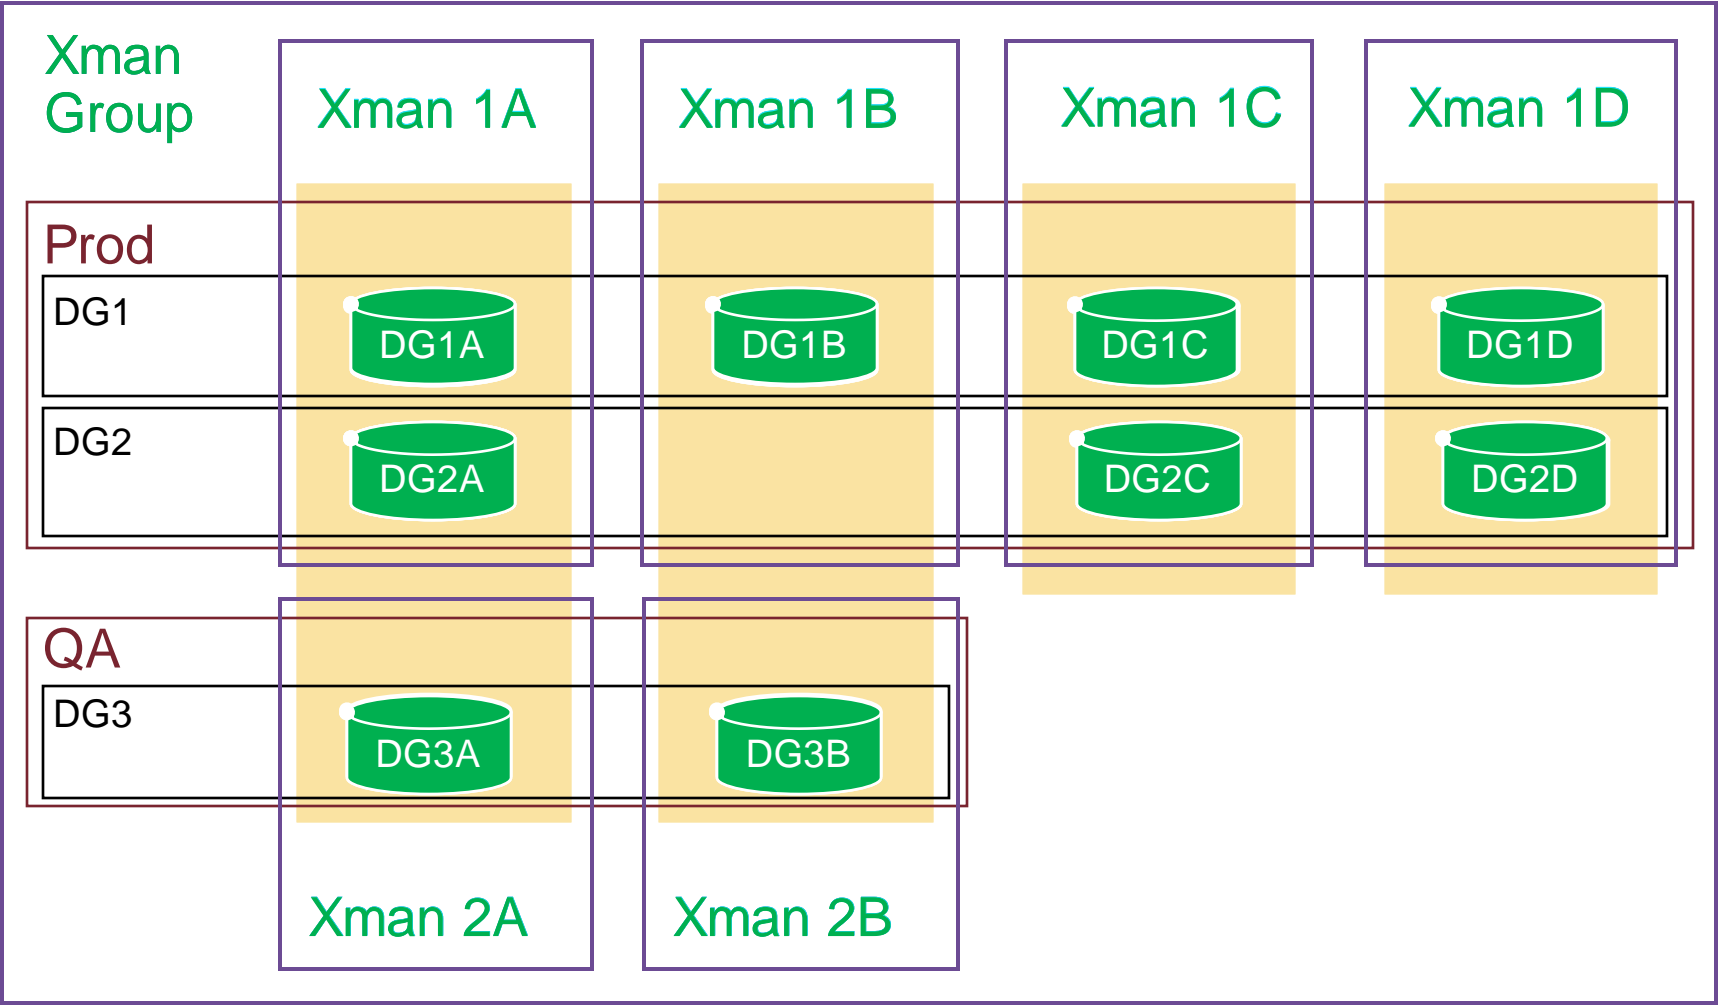 Xman
Group
Xman 1A
Xman 1B
Xman 1C
Xman 1D
Prod
DG1
DG1A
DG1B
DG1C
DG1D
DG2
DG2A
DG2C
DG2D
QA
DG3
DG3A
DG3B
Xman 2A
Xman 2B